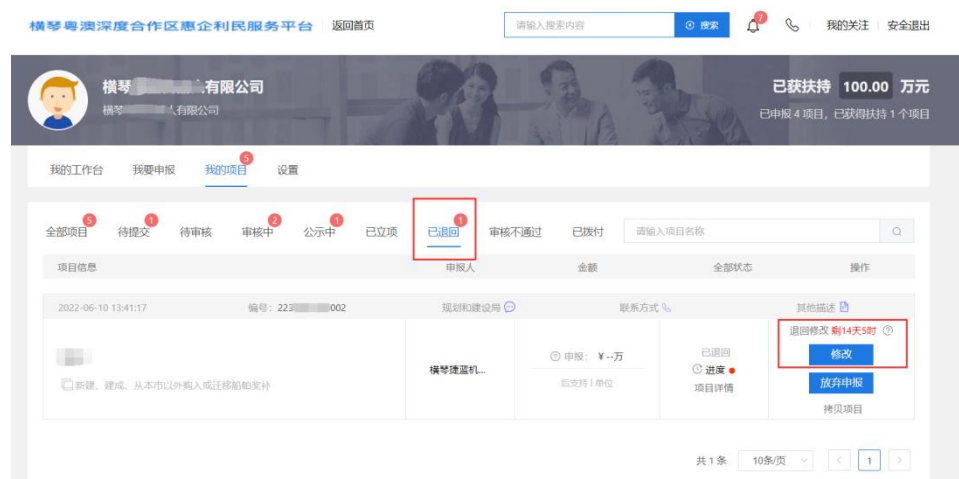 横琴粤澳深度合作区惠企利民服务平台 返回首页 请输入搜索内容 搜索 7 我的关注 安全退出
横琴 有限公司 已获扶持 100.00 万元
横琴 有限公司 已申报 4 项目，已获得扶持 1 个项目
我的工作台 我要申报 我的项目 5 设置
全部项目 5 待提交 1 待审核 审核中 2 公示中 1 已立项 已退回 1 审核不通过 已拨付 请输入项目名称
项目信息 申报人 金额 全部状态 操作
2022-06-10 13:41:17 编号：223 002 规划和建设局 联系方式 其他描述
退回修改 剩14天5时
修改
新建、建成、从本市以外购入或迁移船舶奖补 横琴捷蓝机... 申报：￥--万 后支持 | 单位 已退回 进度 项目详情
放弃申报
拷贝项目
共 1 条 10条/页 < 1 >